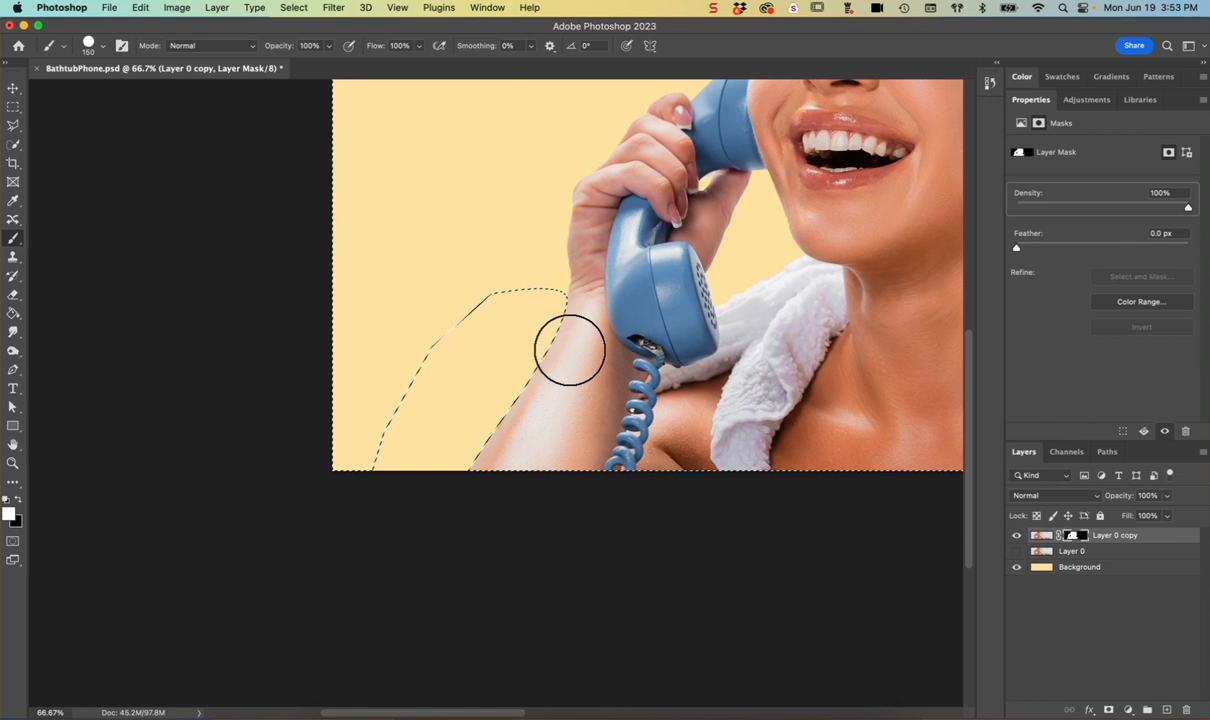 Photoshop File Edit Image Layer Type Select Filter 3D View Plugins Window Help Mon Jun 19 3:53 PM
Adobe Photoshop 2023
150 Mode: Normal Opacity: 100% Flow: 100% Smoothing: 0% 0° Share
BathtubPhone.psd @ 66.7% (Layer 0 copy, Layer Mask/8) *
Color Swatches Gradients Patterns
Properties Adjustments Libraries
Masks
Layer Mask
Density: 100%
Feather: 0.0 px
Refine: Select and Mask...
Color Range...
Invert
Layers Channels Paths
Kind
Normal Opacity: 100%
Lock: Fill: 100%
Layer 0 copy
Layer 0
Background
66.67% Doc: 45.2M/97.8M